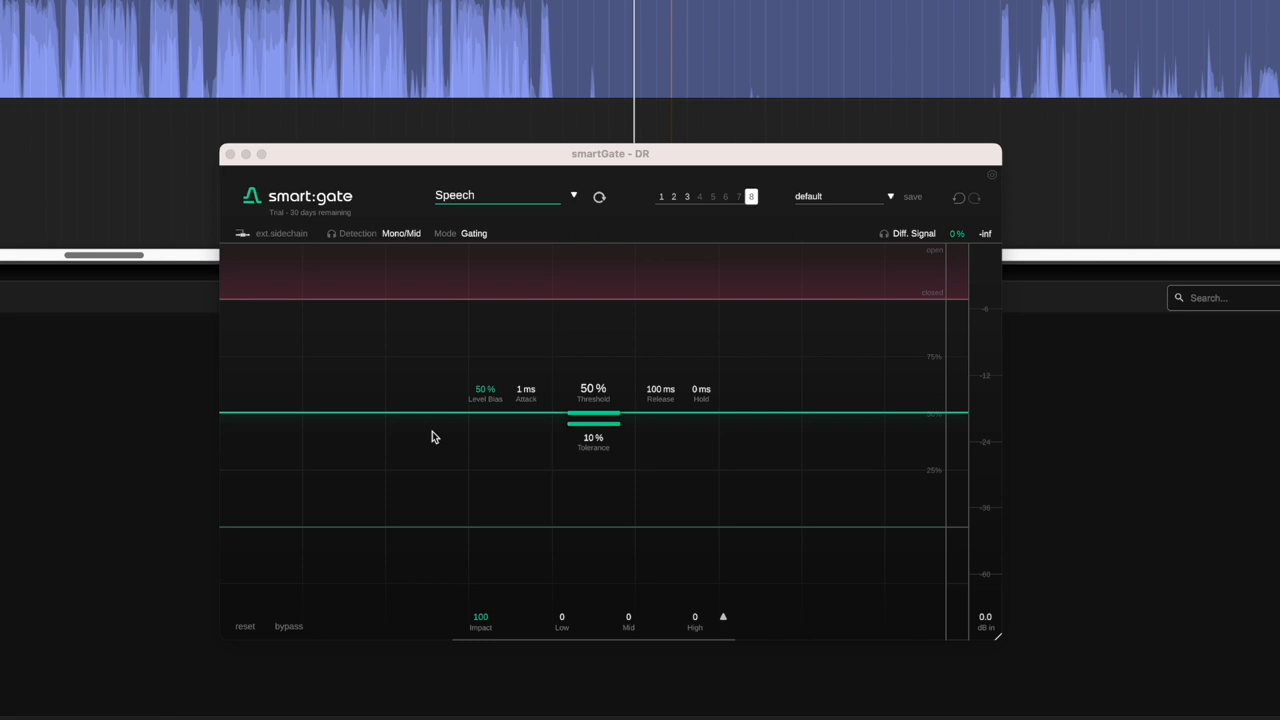 smartGate - DR
smart:gate
Trial - 30 days remaining
Speech
1 2 3 4 5 6 7 8
default
save
ext.sidechain
Detection Mono/Mid
Mode Gating
Diff. Signal
0 %
-inf
open
closed
-6
Search...
75%
-12
50 %
Level Bias
1 ms
Attack
50 %
Threshold
100 ms
Release
0 ms
Hold
50%
10 %
Tolerance
-24
25%
-36
-60
100
Impact
0
Low
0
Mid
0
High
0.0
dB in
reset
bypass